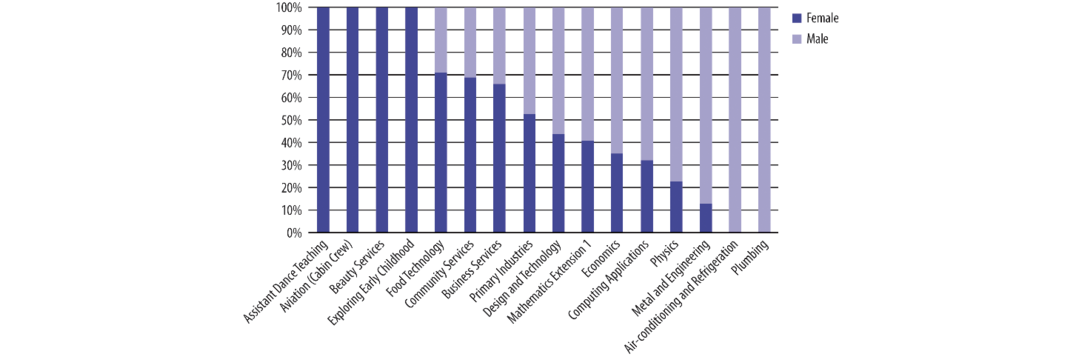 100%
90%
80%
70%
60%
50%
40%
30%
20%
10%
0%
Female
Male
Assistant Dance Teaching
Aviation (Cabin Crew)
Beauty Services
Exploring Early Childhood
Food Technology
Community Services
Business Services
Primary Industries
Design and Technology
Mathematics Extension 1
Economics
Computing Applications
Physics
Metal and Engineering
Air-conditioning and Refrigeration
Plumbing